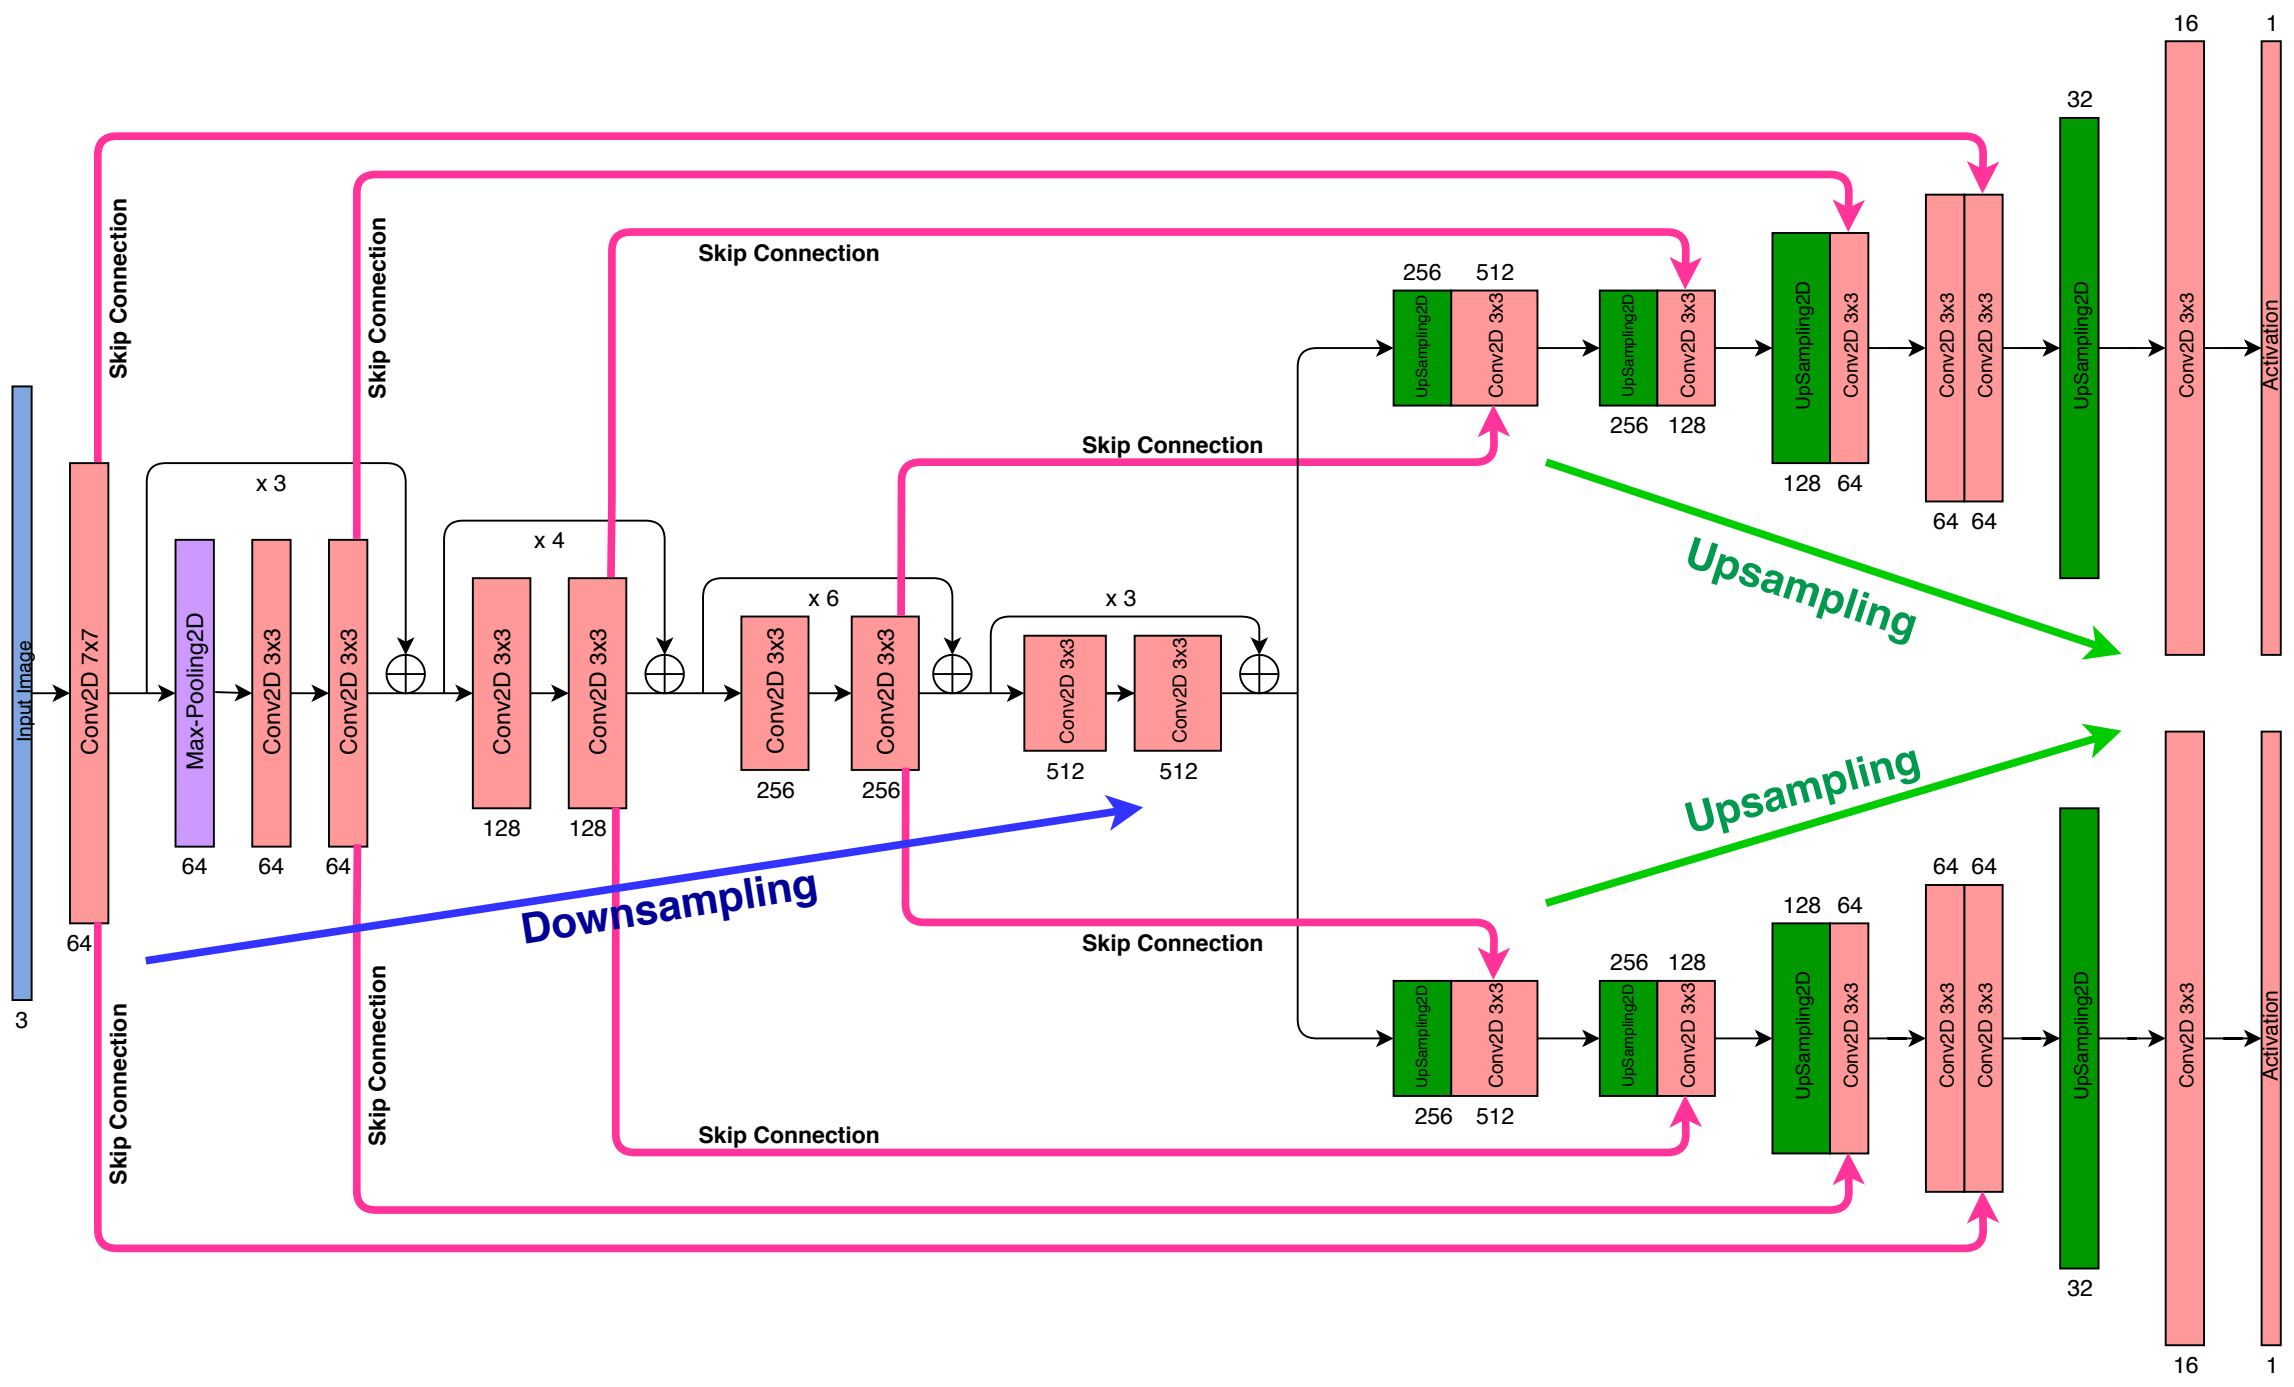 16
1
32
Skip Connection
Skip Connection
Skip Connection
256
512
UpSampling2D
Conv2D 3x3
UpSampling2D
Conv2D 3x3
256
128
UpSampling2D
Conv2D 3x3
128
64
Conv2D 3x3
Conv2D 3x3
64
64
UpSampling2D
Conv2D 3x3
Activation
Skip Connection
Upsampling
x 3
x 4
x 6
x 3
Input Image
3
Conv2D 7x7
64
Max-Pooling2D
64
Conv2D 3x3
64
Conv2D 3x3
64
Conv2D 3x3
128
Conv2D 3x3
128
Conv2D 3x3
256
Conv2D 3x3
256
Conv2D 3x3
512
Conv2D 3x3
512
Downsampling
Upsampling
Skip Connection
Skip Connection
Skip Connection
Skip Connection
UpSampling2D
Conv2D 3x3
256
512
256
128
UpSampling2D
Conv2D 3x3
128
64
UpSampling2D
Conv2D 3x3
64
64
Conv2D 3x3
Conv2D 3x3
UpSampling2D
32
Conv2D 3x3
16
Activation
1